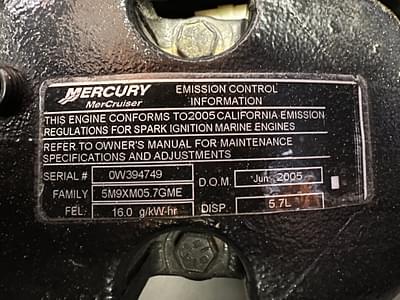 MERCURY
MerCruiser
EMISSION CONTROL
INFORMATION
THIS ENGINE CONFORMS TO2005 CALIFORNIA EMISSION
REGULATIONS FOR SPARK IGNITION MARINE ENGINES
REFER TO OWNER'S MANUAL FOR MAINTENANCE
SPECIFICATIONS AND ADJUSTMENTS
SERIAL # 0W394749 D.O.M. Jun 2005
FAMILY 5M9XM05.7GME
FEL: 16.0 g/kW-hr DISP. 5.7L